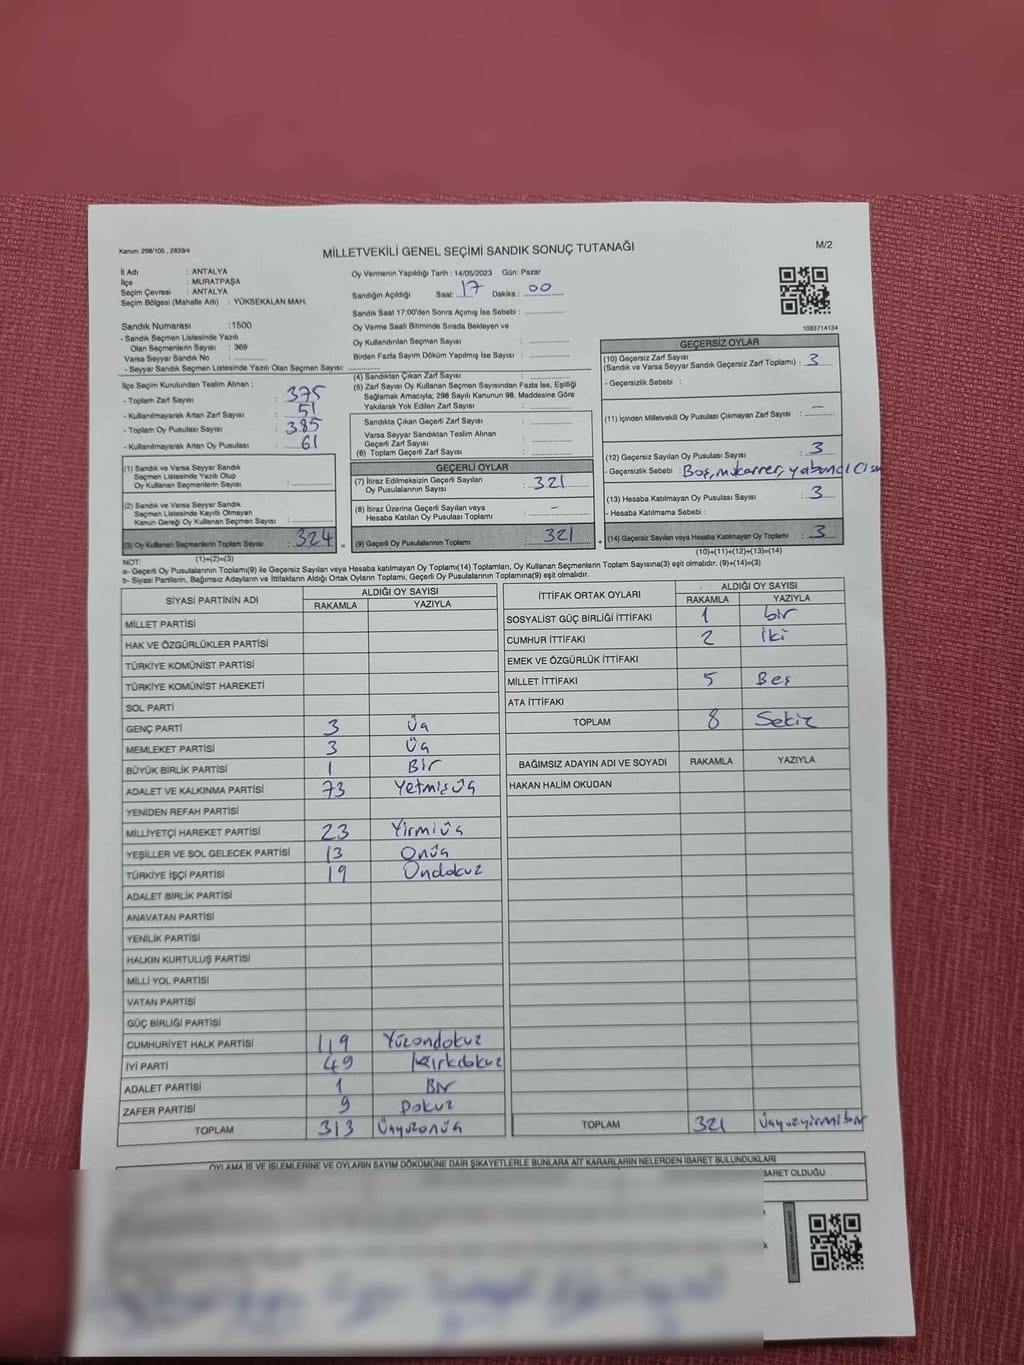 Kanun: 298/105 , 2839/4
MİLLETVEKİLİ GENEL SEÇİMİ SANDIK SONUÇ TUTANAĞI
M/2
İl Adı : ANTALYA
İlçe : MURATPAŞA
Seçim Çevresi : ANTALYA
Seçim Bölgesi (Mahalle Adı) : YÜKSEKALAN MAH.
Oy Vermenin Yapıldığı Tarih : 14/05/2023 Gün: Pazar
Sandığın Açıldığı Saat: 17 Dakika : 00
Sandık Saat 17:00'den Sonra Açımış İse Sebebi :
Oy Verme Saati Bitiminde Sırada Bekleyen ve
Oy Kullandırılan Seçmen Sayısı :
Birden Fazla Sayım Döküm Yapılmış İse Sayısı :
1083714134
Sandık Numarası :1500
- Sandık Seçmen Listesinde Yazılı
Olan Seçmenlerin Sayısı : 369
Varsa Seyyar Sandık No :
- Seyyar Sandık Seçmen Listesinde Yazılı Olan Seçmen Sayısı:
İlçe Seçim Kurulundan Teslim Alınan ;
- Toplam Zarf Sayısı : 375
- Kullanılmayarak Artan Zarf Sayısı : 51
- Toplam Oy Pusulası Sayısı : 385
- Kullanılmayarak Artan Oy Pusulası : 61
(1) Sandık ve Varsa Seyyar Sandık
Seçmen Listesinde Yazılı Olup
Oy Kullanan Seçmenlerin Sayısı :
(2) Sandık ve Varsa Seyyar Sandık
Seçmen Listesinde Kayıtlı Olmayan
Kanun Gereği Oy Kullanan Seçmen Sayısı :
(3) Oy Kullanan Seçmenlerin Toplam Sayısı : 324
(1)+(2)=(3)
(4) Sandıktan Çıkan Zarf Sayısı :
(5) Zarf Sayısı Oy Kullanan Seçmen Sayısından Fazla İse, Eşitliği
Sağlamak Amacıyla; 298 Sayılı Kanunun 98. Maddesine Göre
Yakılarak Yok Edilen Zarf Sayısı :
Sandıkta Çıkan Geçerli Zarf Sayısı :
Varsa Seyyar Sandıktan Teslim Alınan
Geçerli Zarf Sayısı :
(6) Toplam Geçerli Zarf Sayısı :
GEÇERLİ OYLAR
(7) İtiraz Edilmeksizin Geçerli Sayılan
Oy Pusulalarının Sayısı : 321
(8) İtiraz Üzerine Geçerli Sayılan veya
Hesaba Katılan Oy Pusulası Toplamı : -
(9) Geçerli Oy Pusulalarının Toplamı : 321
GEÇERSİZ OYLAR
(10) Geçersiz Zarf Sayısı
(Sandık ve Varsa Seyyar Sandık Geçersiz Zarf Toplamı) : 3
- Geçersizlik Sebebi :
(11) İçinden Milletvekili Oy Pusulası Çıkmayan Zarf Sayısı : -
(12) Geçersiz Sayılan Oy Pusulası Sayısı : 3
- Geçersizlik Sebebi : Boş, mükerrer, yabancı cism
(13) Hesaba Katılmayan Oy Pusulası Sayısı : 3
- Hesaba Katılmama Sebebi :
(14) Geçersiz Sayılan veya Hesaba Katılmayan Oy Toplamı : 3
(10)+(11)+(12)+(13)=(14)
NOT:
a- Geçerli Oy Pusulalarının Toplamı(9) ile Geçersiz Sayılan veya Hesaba katılmayan Oy Toplamı(14) Toplamları, Oy Kullanan Seçmenlerin Toplam Sayısına(3) eşit olmalıdır. (9)+(14)=(3)
b- Siyasi Partilerin, Bağımsız Adayların ve İttifakların Aldığı Ortak Oyların Toplamı, Geçerli Oy Pusulalarının Toplamına(9) eşit olmalıdır.
SİYASİ PARTİNİN ADI ALDIĞI OY SAYISI
RAKAMLA YAZIYLA
MİLLET PARTİSİ
HAK VE ÖZGÜRLÜKLER PARTİSİ
TÜRKİYE KOMÜNİST PARTİSİ
TÜRKİYE KOMÜNİST HAREKETİ
SOL PARTİ
GENÇ PARTİ 3 Üç
MEMLEKET PARTİSİ 3 Üç
BÜYÜK BİRLİK PARTİSİ 1 Bir
ADALET VE KALKINMA PARTİSİ 73 Yetmişüç
YENİDEN REFAH PARTİSİ
MİLLİYETÇİ HAREKET PARTİSİ 23 Yirmiüç
YEŞİLLER VE SOL GELECEK PARTİSİ 13 Onüç
TÜRKİYE İŞÇİ PARTİSİ 19 Ondokuz
ADALET BİRLİK PARTİSİ
ANAVATAN PARTİSİ
YENİLİK PARTİSİ
HALKIN KURTULUŞ PARTİSİ
MİLLİ YOL PARTİSİ
VATAN PARTİSİ
GÜÇ BİRLİĞİ PARTİSİ
CUMHURİYET HALK PARTİSİ 119 Yüzondokuz
İYİ PARTİ 49 Kırkdokuz
ADALET PARTİSİ 1 Bir
ZAFER PARTİSİ 9 Dokuz
TOPLAM 313 Üçyüzonüç
İTTİFAK ORTAK OYLARI ALDIĞI OY SAYISI
RAKAMLA YAZIYLA
SOSYALİST GÜÇ BİRLİĞİ İTTİFAKI 1 bir
CUMHUR İTTİFAKI 2 İki
EMEK VE ÖZGÜRLÜK İTTİFAKI
MİLLET İTTİFAKI 5 Beş
ATA İTTİFAKI
TOPLAM 8 Sekiz
BAĞIMSIZ ADAYIN ADI VE SOYADI RAKAMLA YAZIYLA
HAKAN HALİM OKUDAN
TOPLAM 321 Üçyüzyirmibir
OYLAMA İŞ VE İŞLEMLERİNE VE OYLARIN SAYIM DÖKÜMÜNE DAİR ŞİKAYETLERLE BUNLARA AİT KARARLARIN NELERDEN İBARET BULUNDUKLARI
BARET OLDUĞU